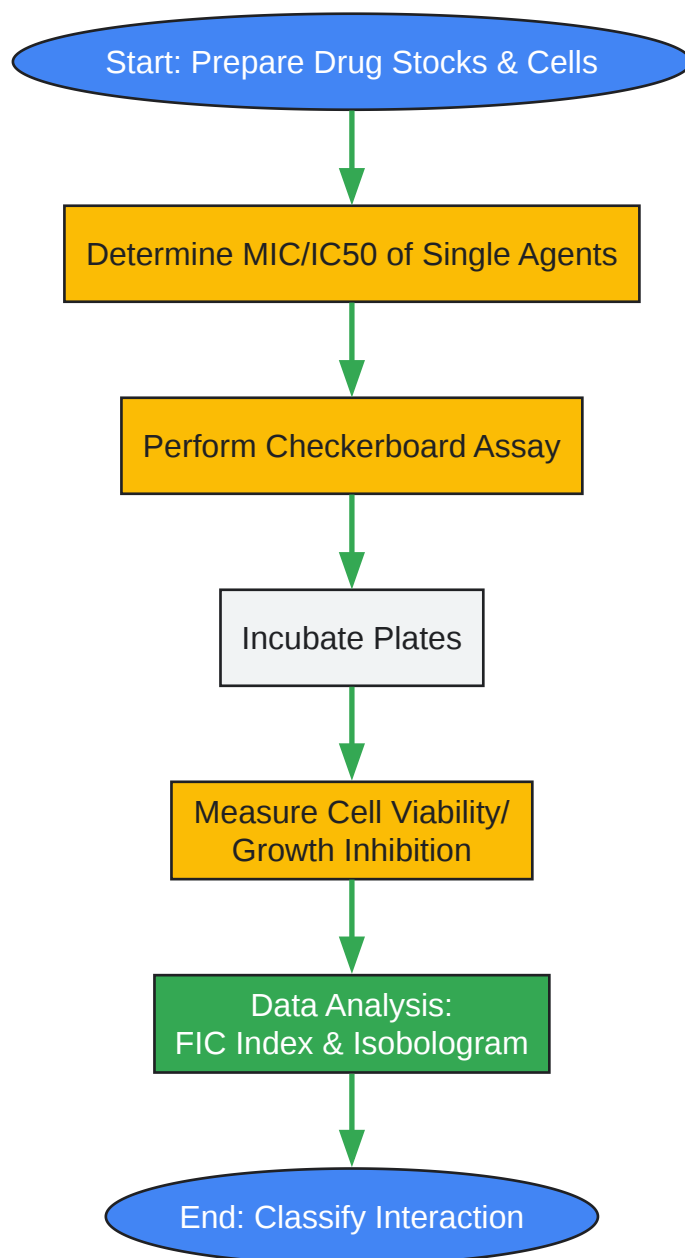 Start: Prepare Drug Stocks & Cells
Determine MIC/IC50 of Single Agents
Perform Checkerboard Assay
Incubate Plates
Measure Cell Viability/
Growth Inhibition
Data Analysis:
FIC Index & Isobologram
End: Classify Interaction